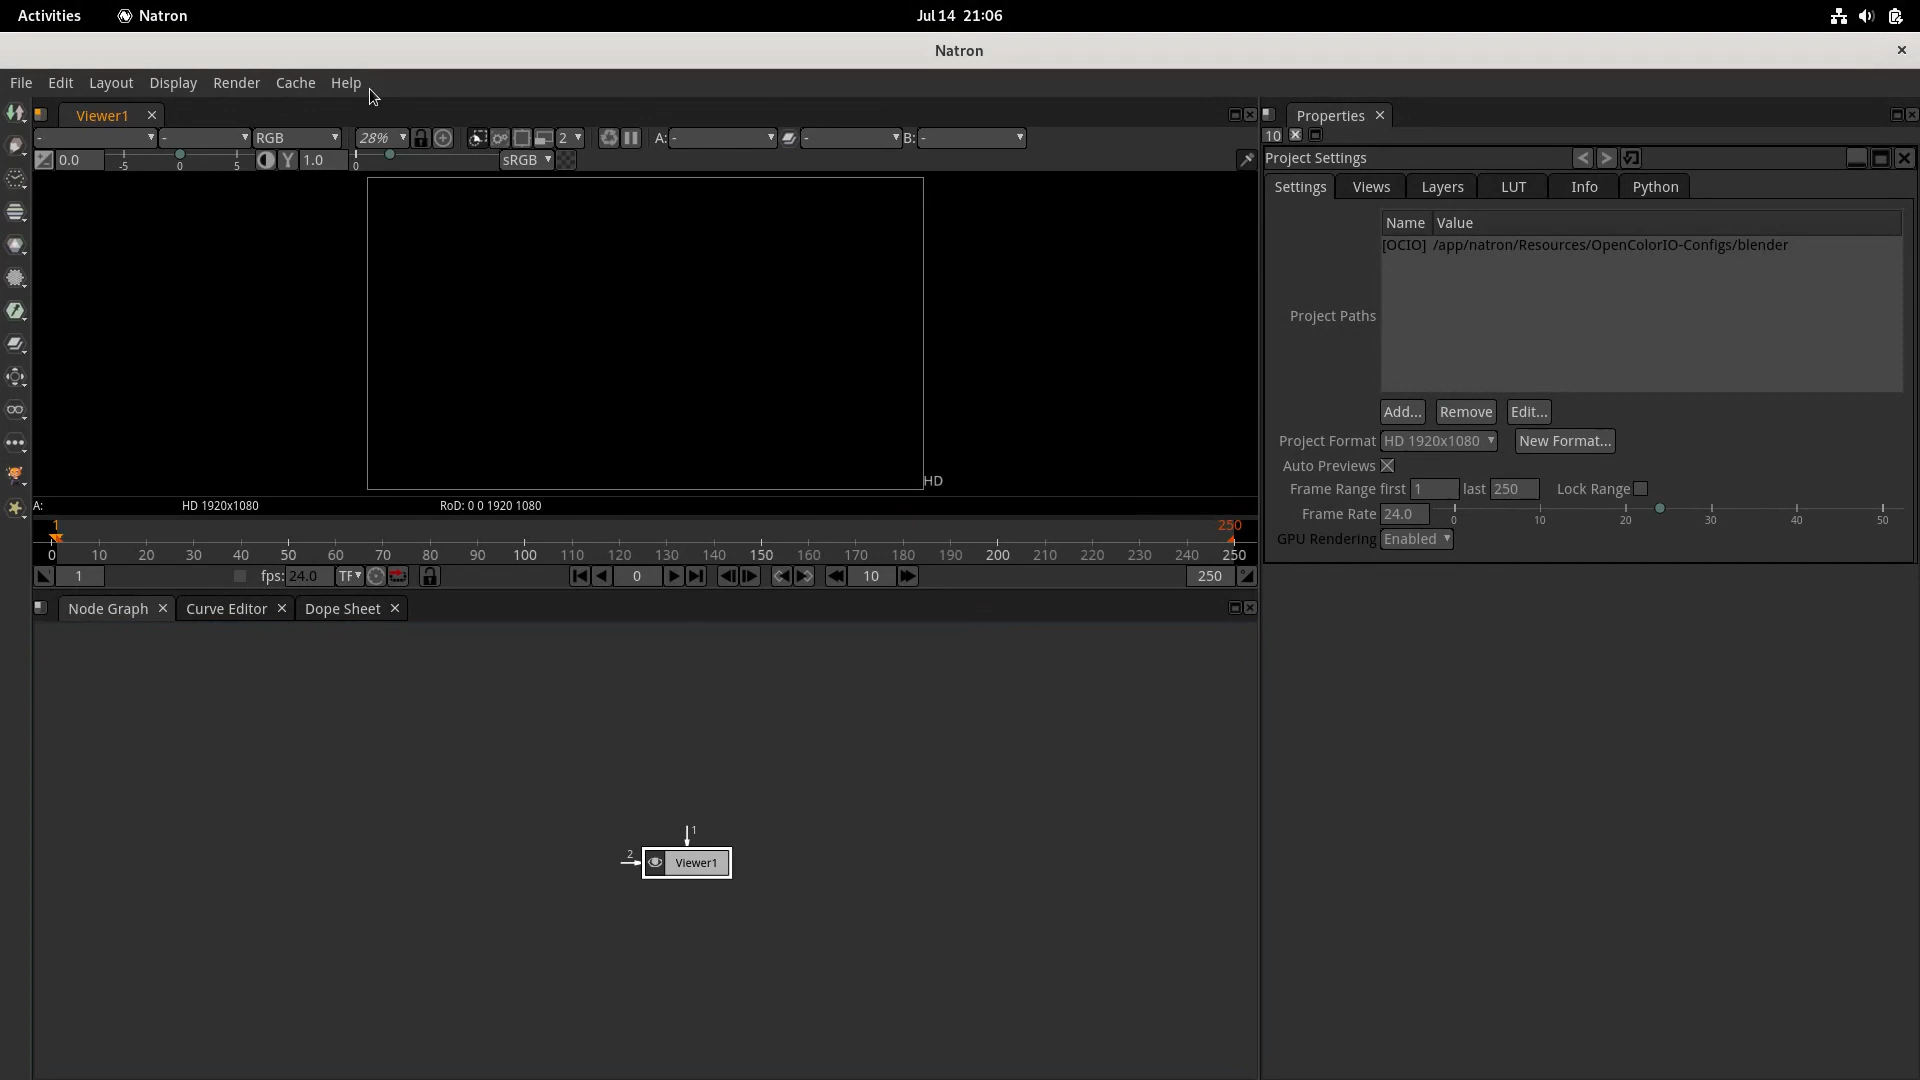 Activities Natron Jul 14 21:06
Natron
File Edit Layout Display Render Cache Help
Viewer1
- - RGB 28% 2 A: - - B: -
0.0 -5 0 5 Y 1.0 0 sRGB
HD
A: HD 1920x1080 RoD: 0 0 1920 1080
1 250
0 10 20 30 40 50 60 70 80 90 100 110 120 130 140 150 160 170 180 190 200 210 220 230 240 250
1 fps: 24.0 TF 0 10 250
Node Graph Curve Editor Dope Sheet
1
2 Viewer1
Properties
10
Project Settings
Settings Views Layers LUT Info Python
Name Value
[OCIO] /app/natron/Resources/OpenColorIO-Configs/blender
Project Paths
Add... Remove Edit...
Project Format HD 1920x1080 New Format...
Auto Previews
Frame Range first 1 last 250 Lock Range
Frame Rate 24.0 0 10 20 30 40 50
GPU Rendering Enabled